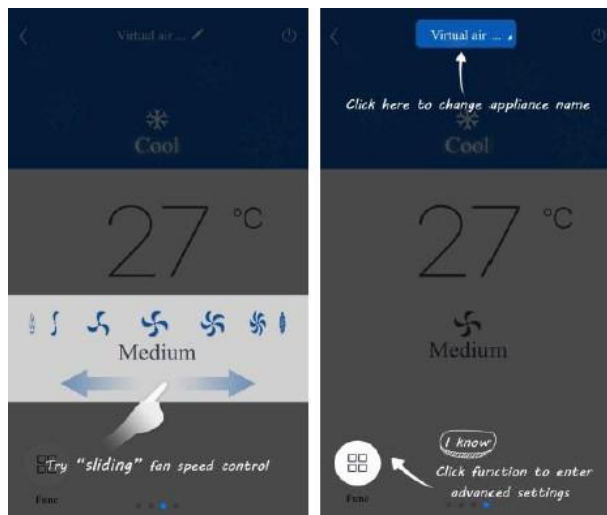 Virtual air ...
Cool
27 °C
Medium
Try "sliding" fan speed control
Func
Virtual air ...
Click here to change appliance name
Cool
27 °C
Medium
I know
Click function to enter
advanced settings
Func